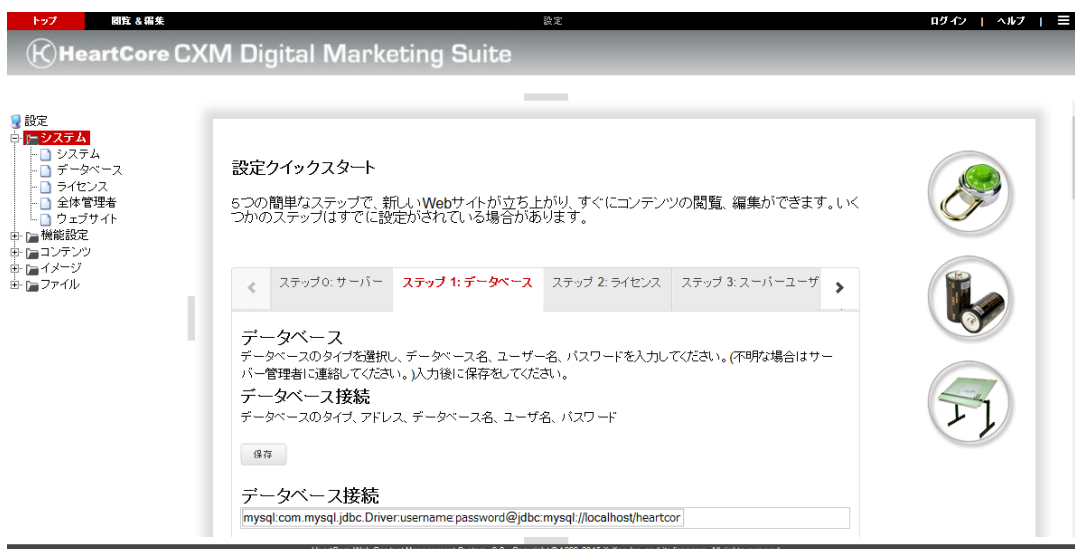 トップ
閲覧 & 編集
設定
ログイン | ヘルプ |
HeartCore CXM Digital Marketing Suite
設定
システム
システム
データベース
ライセンス
全体管理者
ウェブサイト
機能設定
コンテンツ
イメージ
ファイル
設定クイックスタート
5つの簡単なステップで、新しいWebサイトが立ち上がり、すぐにコンテンツの閲覧、編集ができます。いく
つかのステップはすでに設定がされている場合があります。
ステップ0: サーバー
ステップ 1: データベース
ステップ 2: ライセンス
ステップ 3: スーパーユーザ
データベース
データベースのタイプを選択し、データベース名、ユーザー名、パスワードを入力してください。(不明な場合はサー
バー管理者に連絡してください。)入力後に保存をしてください。
データベース接続
データベースのタイプ、アドレス、データベース名、ユーザ名、パスワード
保存
データベース接続
mysql:com.mysql.jdbc.Driver:username:password@jdbc:mysql://localhost/heartcor